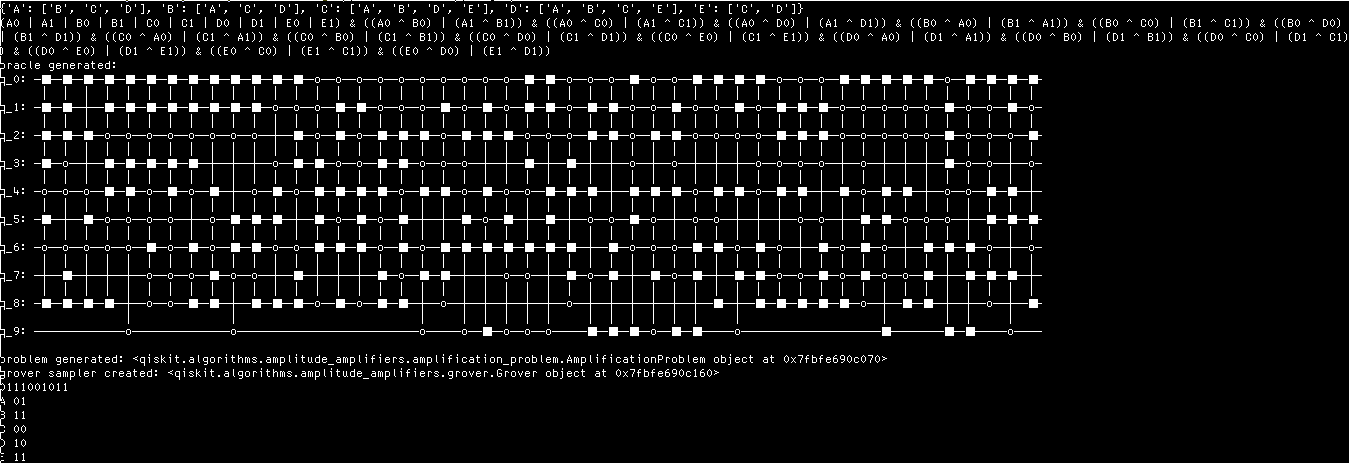 {'A': ['B', 'C', 'D'], 'B': ['A', 'C', 'D'], 'C': ['A', 'B', 'D', 'E'], 'D': ['A', 'B', 'C', 'E'], 'E': ['C', 'D']}
(A0 | A1 | B0 | B1 | C0 | C1 | D0 | D1 | E0 | E1) & ((A0 ^ B0) | (A1 ^ B1)) & ((A0 ^ C0) | (A1 ^ C1)) & ((A0 ^ D0) | (A1 ^ D1)) & ((B0 ^ A0) | (B1 ^ A1)) & ((B0 ^ C0) | (B1 ^ C1)) & ((B0 ^ D0)
| (B1 ^ D1)) & ((C0 ^ A0) | (C1 ^ A1)) & ((C0 ^ B0) | (C1 ^ B1)) & ((C0 ^ D0) | (C1 ^ D1)) & ((C0 ^ E0) | (C1 ^ E1)) & ((D0 ^ A0) | (D1 ^ A1)) & ((D0 ^ B0) | (D1 ^ B1)) & ((D0 ^ C0) | (D1 ^ C1)
) & ((D0 ^ E0) | (D1 ^ E1)) & ((E0 ^ C0) | (E1 ^ C1)) & ((E0 ^ D0) | (E1 ^ D1))
oracle generated:
q_0:
q_1:
q_2:
q_3:
q_4:
q_5:
q_6:
q_7:
q_8:
q_9:
problem generated: <qiskit.algorithms.amplitude_amplifiers.amplification_problem.AmplificationProblem object at 0x7fbfe690c070>
grover sampler created: <qiskit.algorithms.amplitude_amplifiers.grover.Grover object at 0x7fbfe690c160>
0111001011
A 01
B 11
C 00
D 10
E 11